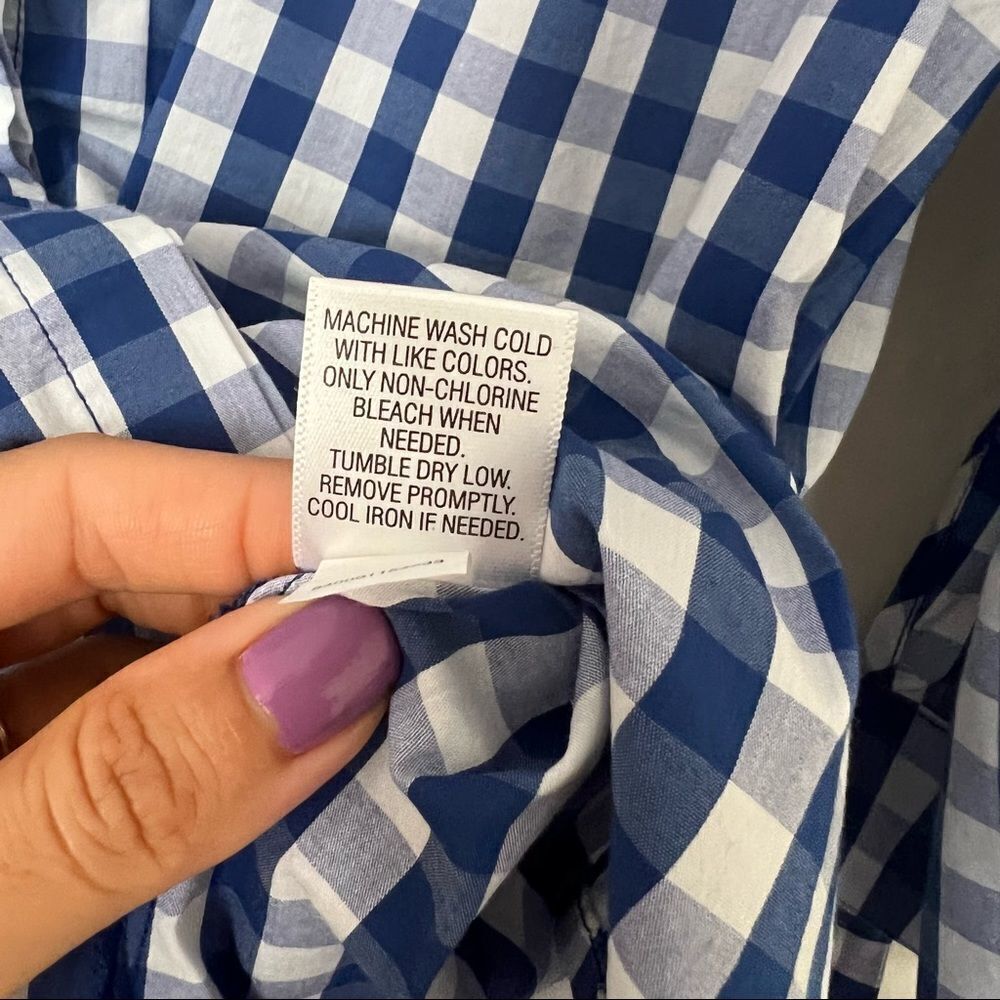 MACHINE WASH COLD
WITH LIKE COLORS.
ONLY NON-CHLORINE
BLEACH WHEN
NEEDED.
TUMBLE DRY LOW.
REMOVE PROMPTLY.
COOL IRON IF NEEDED.